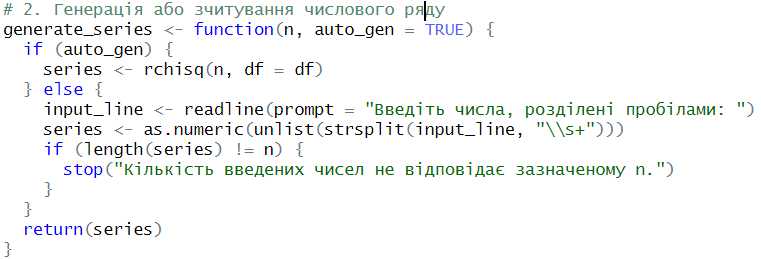 # 2. Генерація або зчитування числового ряду
generate_series <- function(n, auto_gen = TRUE) {
  if (auto_gen) {
    series <- rchisq(n, df = df)
  } else {
    input_line <- readline(prompt = "Введіть числа, розділені пробілами: ")
    series <- as.numeric(unlist(strsplit(input_line, "\\s+")))
    if (length(series) != n) {
      stop("Кількість введених чисел не відповідає зазначеному n.")
    }
  }
  return(series)
}